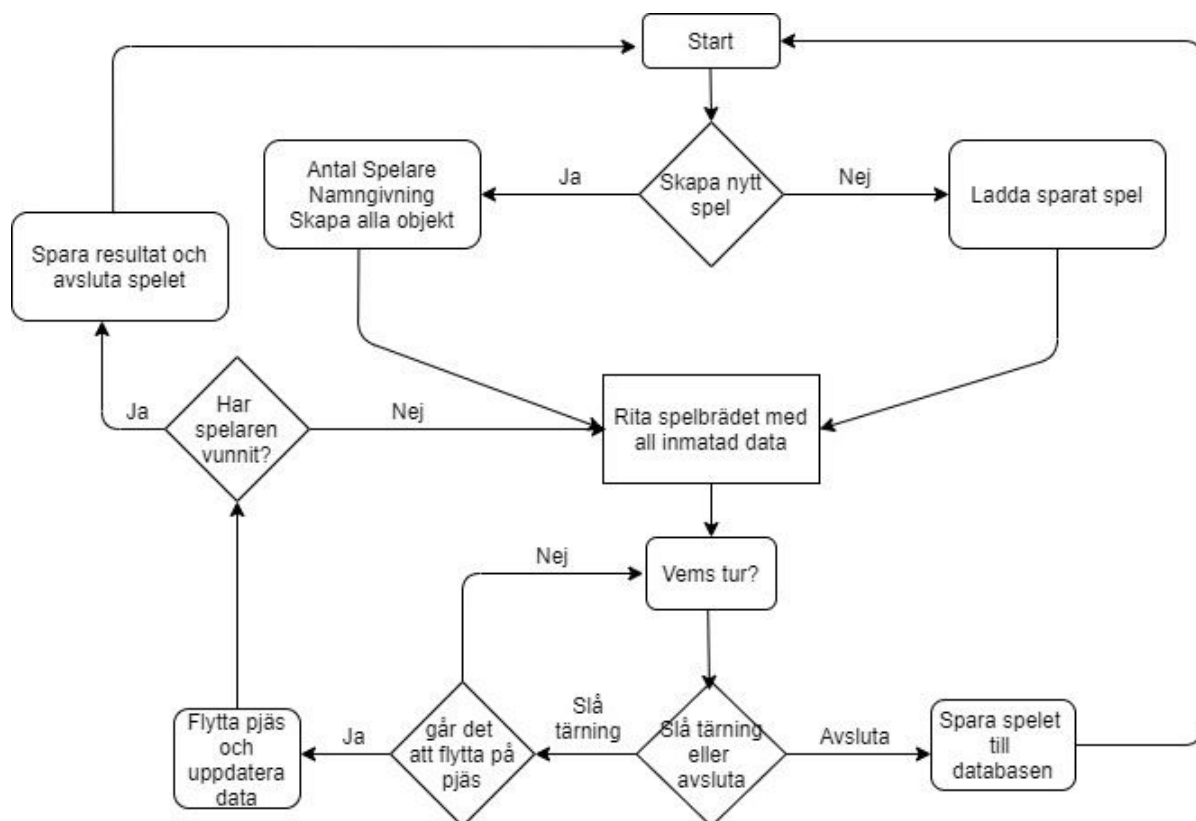 Start
Antal Spelare
Namngivning
Skapa alla objekt
Ja
Skapa nytt
spel
Nej
Ladda sparat spel
Spara resultat och
avsluta spelet
Ja
Har
spelaren
vunnit?
Nej
Rita spelbrädet med
all inmatad data
Nej
Vems tur?
Flytta pjäs
och
uppdatera
data
Ja
går det
att flytta på
pjäs
Slå
tärning
Slå tärning
eller
avsluta
Avsluta
Spara spelet
till
databasen